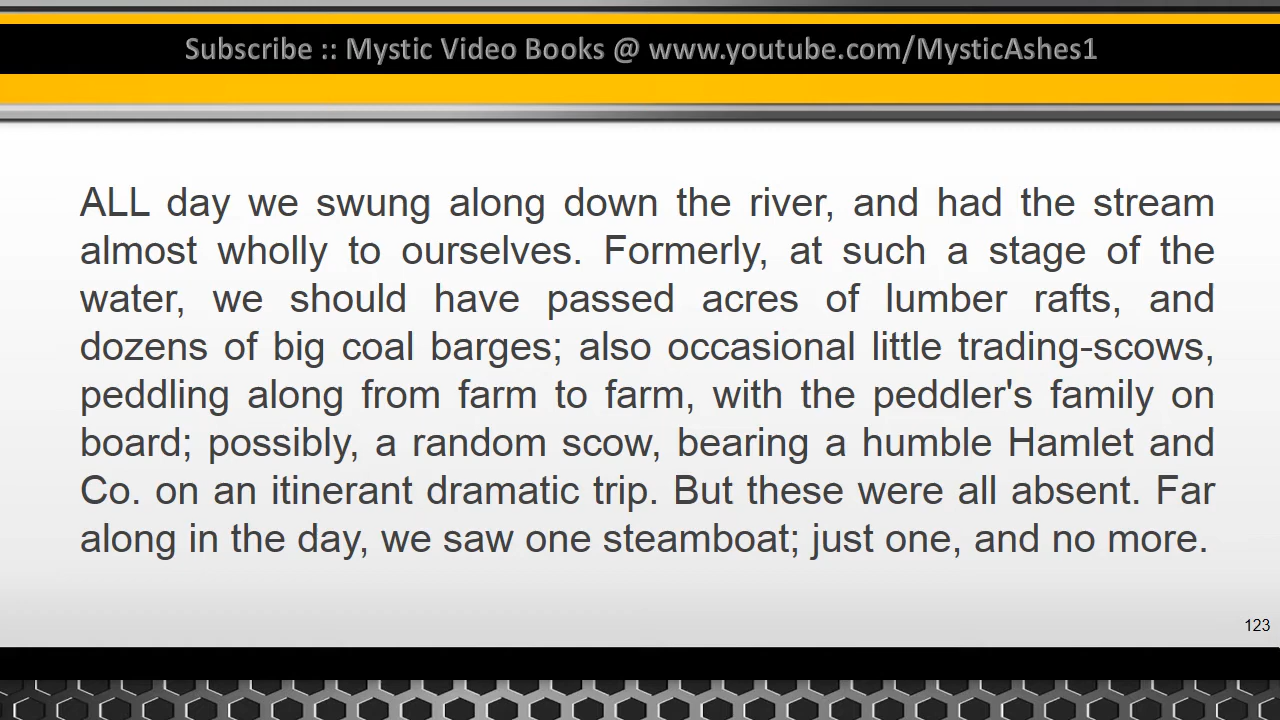 Subscribe :: Mystic Video Books @ www.youtube.com/MysticAshes1
ALL day we swung along down the river, and had the stream
almost wholly to ourselves. Formerly, at such a stage of the
water, we should have passed acres of lumber rafts, and
dozens of big coal barges; also occasional little trading-scows,
peddling along from farm to farm, with the peddler's family on
board; possibly, a random scow, bearing a humble Hamlet and
Co. on an itinerant dramatic trip. But these were all absent. Far
along in the day, we saw one steamboat; just one, and no more.
123